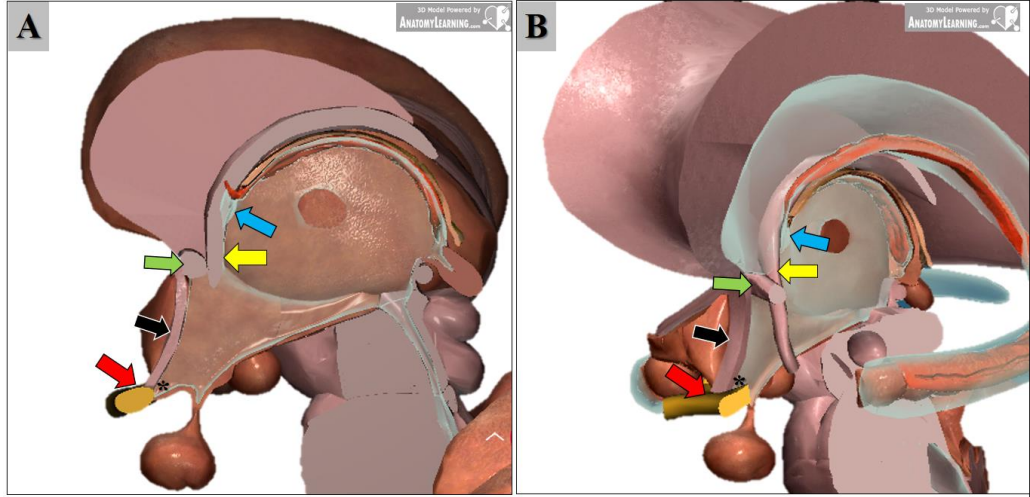 A
3D Model Powered by
ANATOMYLEARNING.com
*
B
3D Model Powered by
ANATOMYLEARNING.com
*